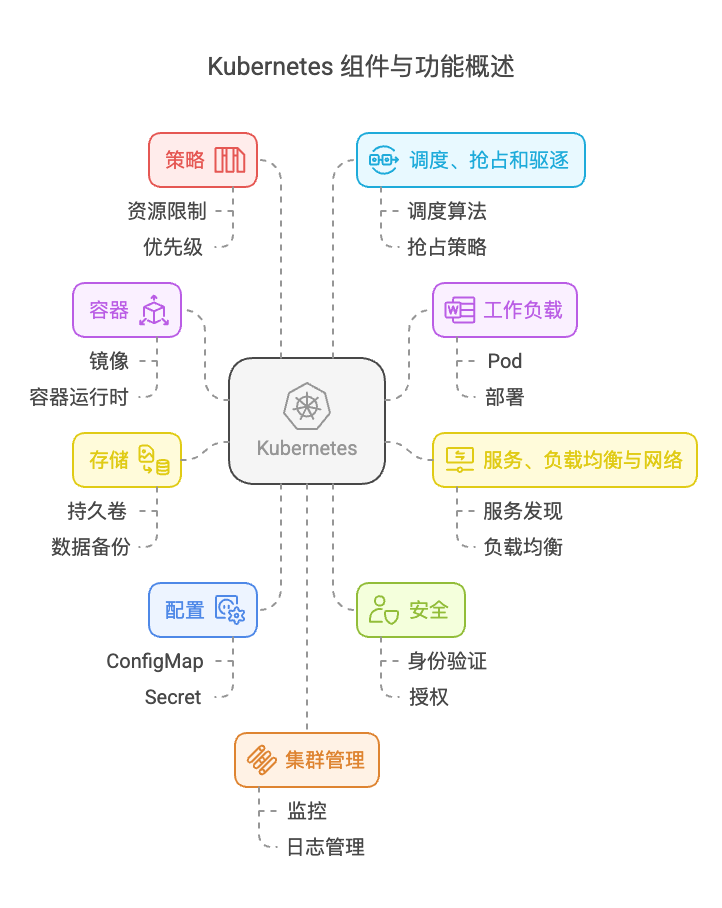 Kubernetes 组件与功能概述
策略
资源限制
优先级
调度、抢占和驱逐
调度算法
抢占策略
容器
镜像
容器运行时
工作负载
Pod
部署
Kubernetes
存储
持久卷
数据备份
服务、负载均衡与网络
服务发现
负载均衡
配置
ConfigMap
Secret
安全
身份验证
授权
集群管理
监控
日志管理